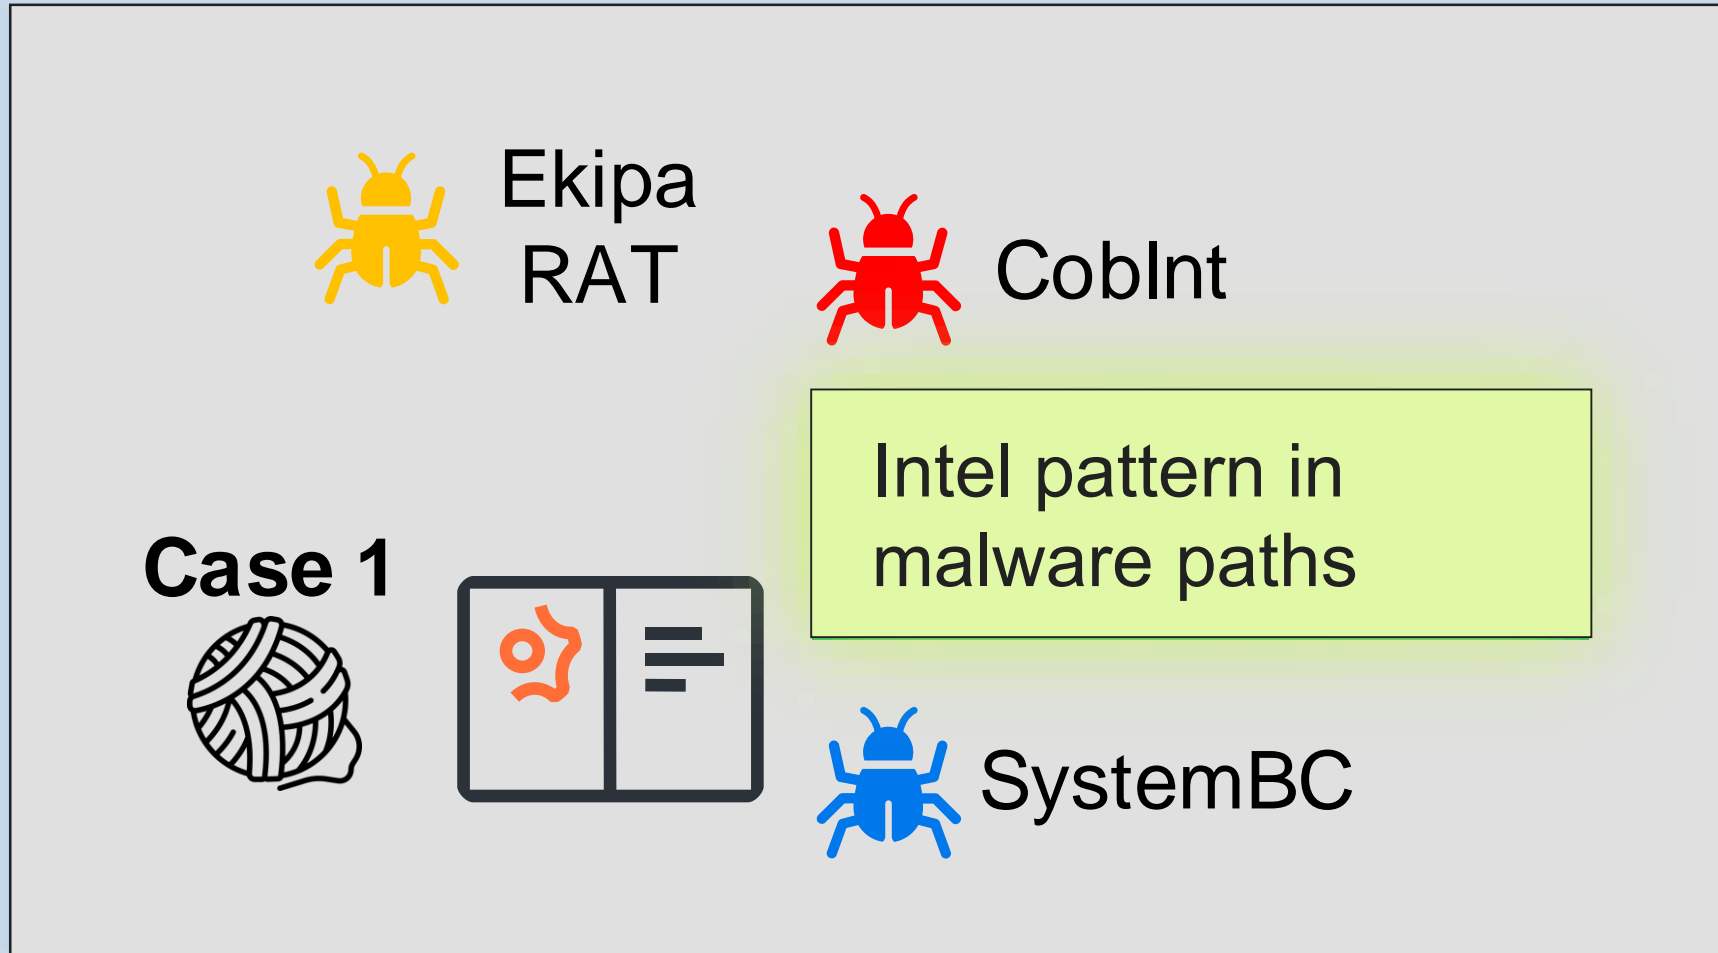 Ekipa
RAT
CobInt
Intel pattern in
malware paths
Case 1
SystemBC